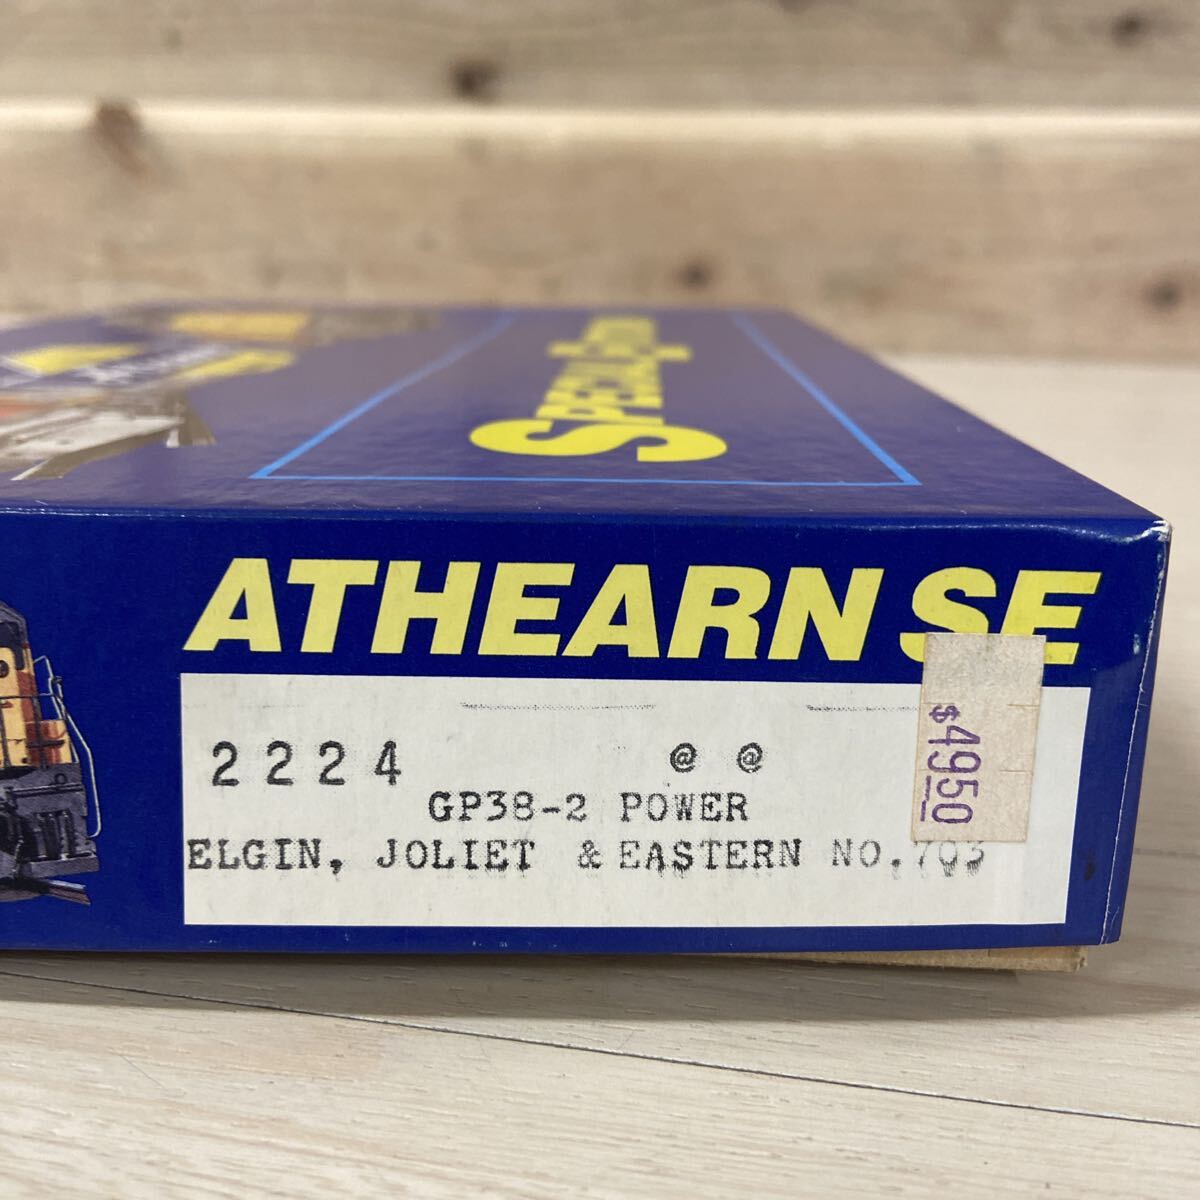 SPECIAL Edition
ATHEARN SE
2224 @ @
$4950
GP38-2 POWER
ELGIN, JOLIET & EASTERN NO. 703